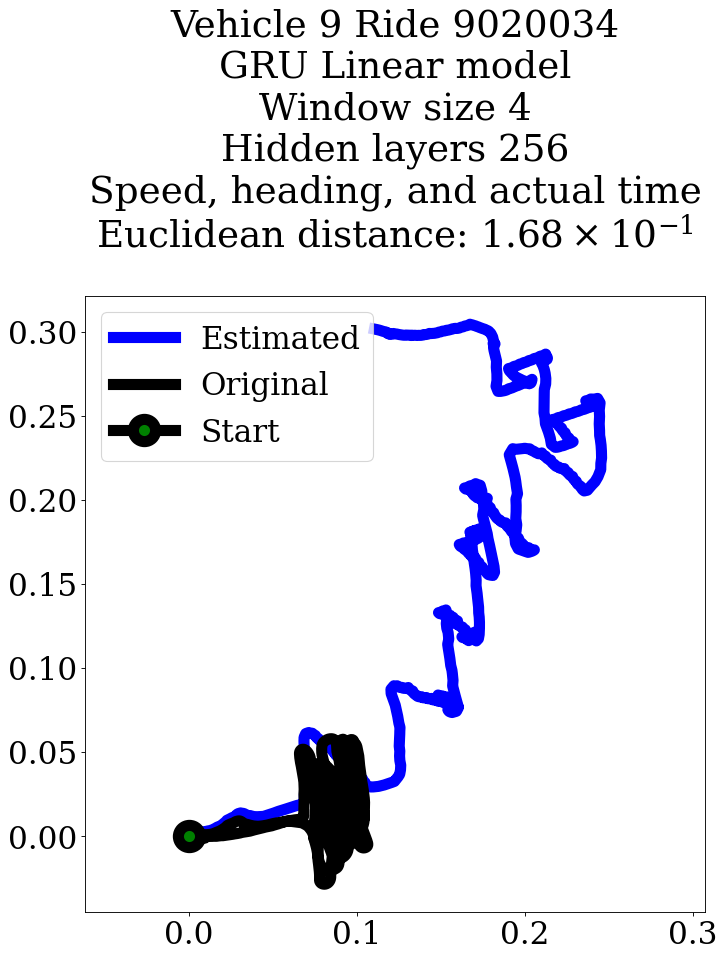 Vehicle 9 Ride 9020034
GRU Linear model
Window size 4
Hidden layers 256
Speed, heading, and actual time
Euclidean distance: 1.68 × 10⁻¹
Estimated
Original
Start
0.30
0.25
0.20
0.15
0.10
0.05
0.00
0.0 0.1 0.2 0.3